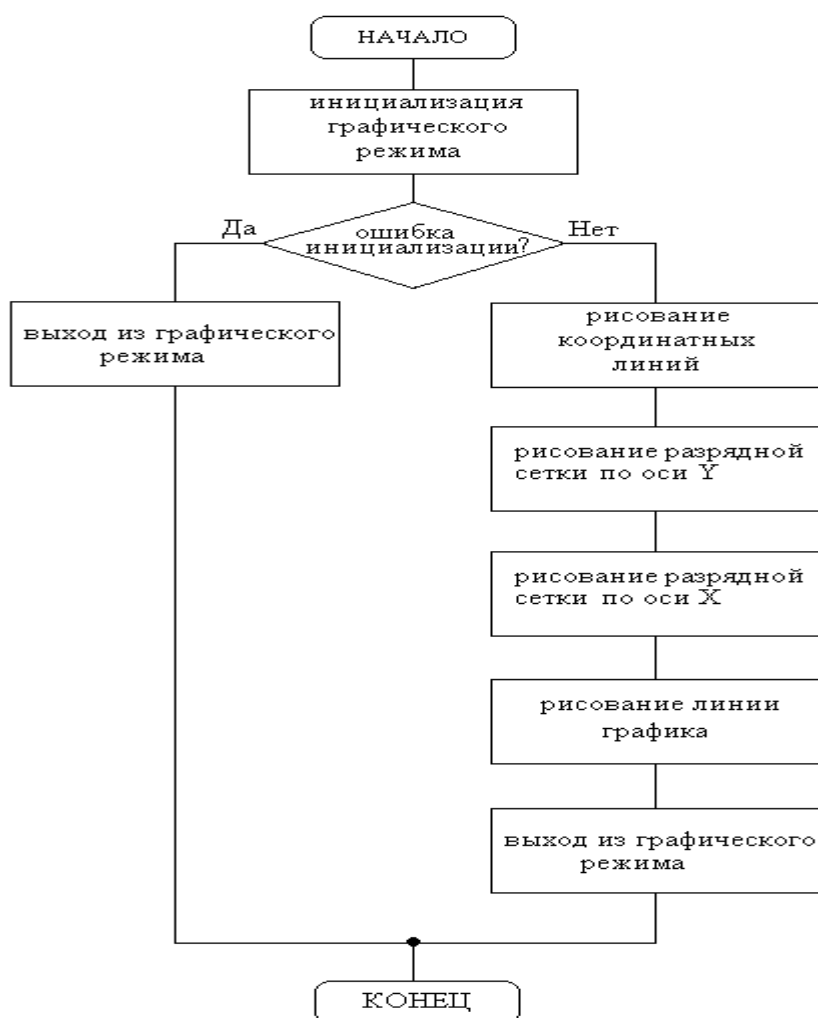 НАЧАЛО
инициализация
графического
режима
Да
ошибка
инициализации?
Нет
выход из графического
режима
рисование
координатных
линий
рисование разрядной
сетки по оси Y
рисование разрядной
сетки по оси X
рисование линии
графика
выход из графического
режима
КОНЕЦ